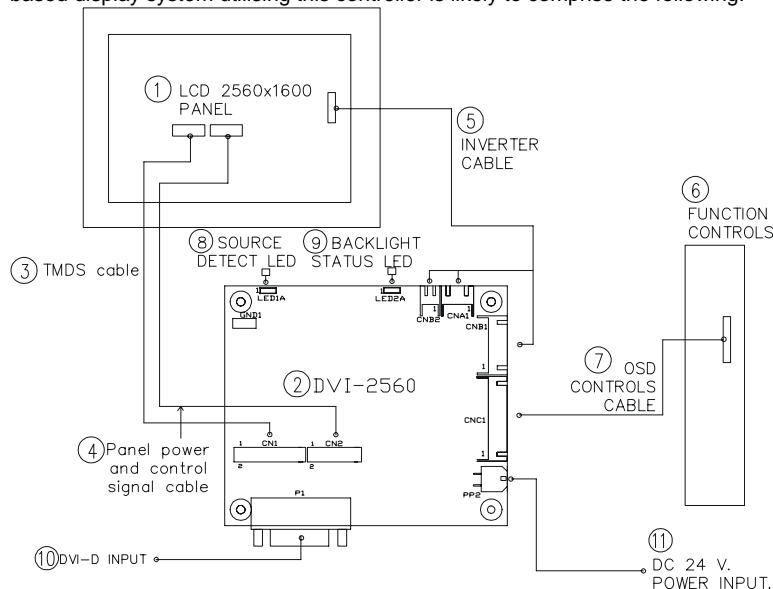 based display system utilising this controller is likely to comprise the following:
1 LCD 2560x1600
PANEL
5
INVERTER
CABLE
6
FUNCTION
CONTROLS
8 SOURCE
DETECT LED
9 BACKLIGHT
STATUS LED
3 TMDS cable
1
LED1A
1
LED2A
GND1
1
CNB2
1
CNA1
CNB1
1
7 OSD
CONTROLS
CABLE
2 DVI-2560
CNC1
1
4 Panel power
and control
signal cable
1 CN1
2
1 CN2
2
PP2
P1
10 DVI-D INPUT
11
DC 24 V.
POWER INPUT.